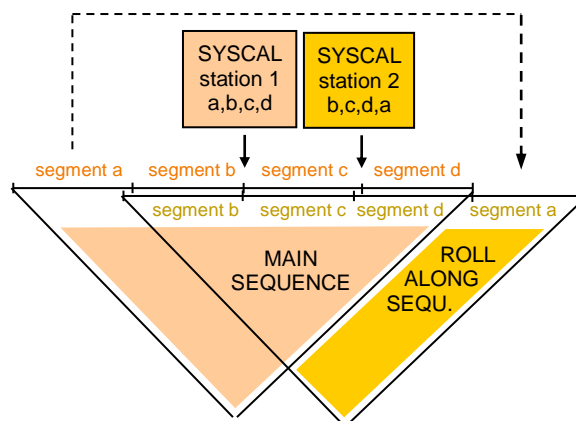 SYSCAL
station 1
a,b,c,d
SYSCAL
station 2
b,c,d,a
segment a segment b segment c segment d
segment b segment c segment d segment a
MAIN
SEQUENCE
ROLL
ALONG
SEQU.